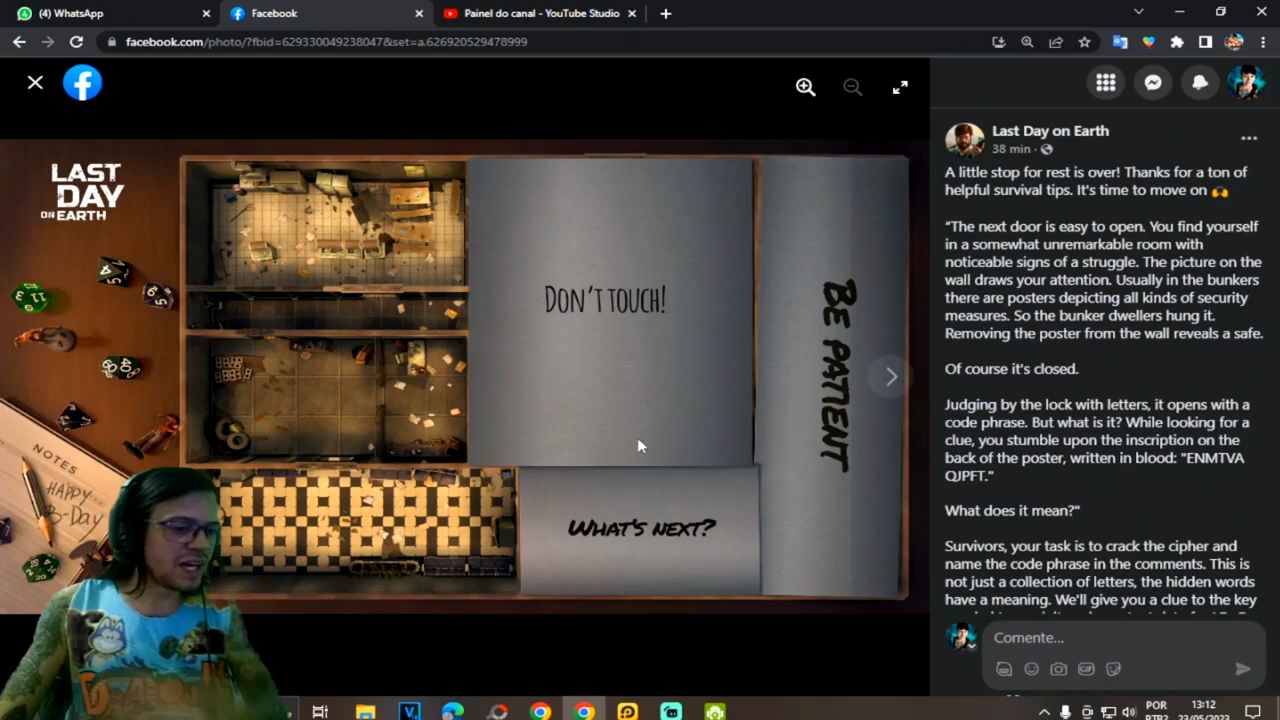 (4) WhatsApp
Facebook
Painel do canal - YouTube Studio
facebook.com/photo/?fbid=629330049238047&set=a.626920529478999
LAST
DAY
ON EARTH
DON'T TOUCH!
BE PATIENT
WHAT'S NEXT?
NOTES
HAPPY
B-DAY
Last Day on Earth
38 min ·
A little stop for rest is over! Thanks for a ton of
helpful survival tips. It's time to move on
"The next door is easy to open. You find yourself
in a somewhat unremarkable room with
noticeable signs of a struggle. The picture on the
wall draws your attention. Usually in the bunkers
there are posters depicting all kinds of security
measures. So the bunker dwellers hung it.
Removing the poster from the wall reveals a safe.
Of course it's closed.
Judging by the lock with letters, it opens with a
code phrase. But what is it? While looking for a
clue, you stumble upon the inscription on the
back of the poster, written in blood: "ENMTVA
QJPFT."
What does it mean?"
Survivors, your task is to crack the cipher and
name the code phrase in the comments. This is
not just a collection of letters, the hidden words
have a meaning. We'll give you a clue to the key
Comente...
POR
PTB2
13:12
23/05/2023